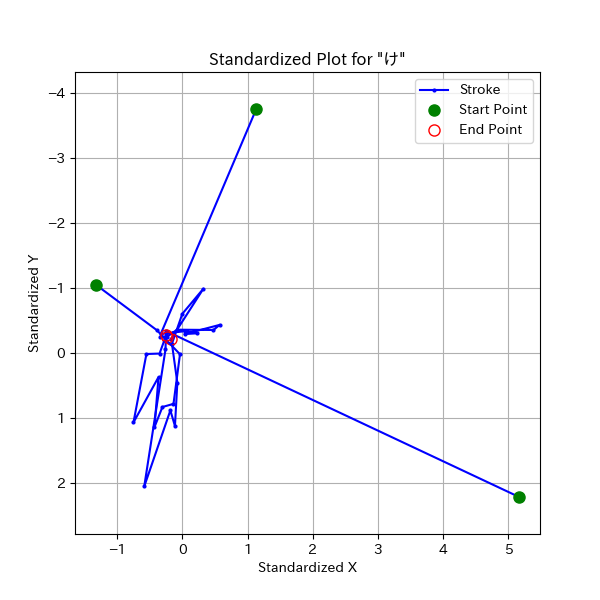 Standardized Plot for "け"
Stroke
Start Point
End Point
−4
−3
−2
−1
0
1
2
Standardized Y
−1 0 1 2 3 4 5
Standardized X